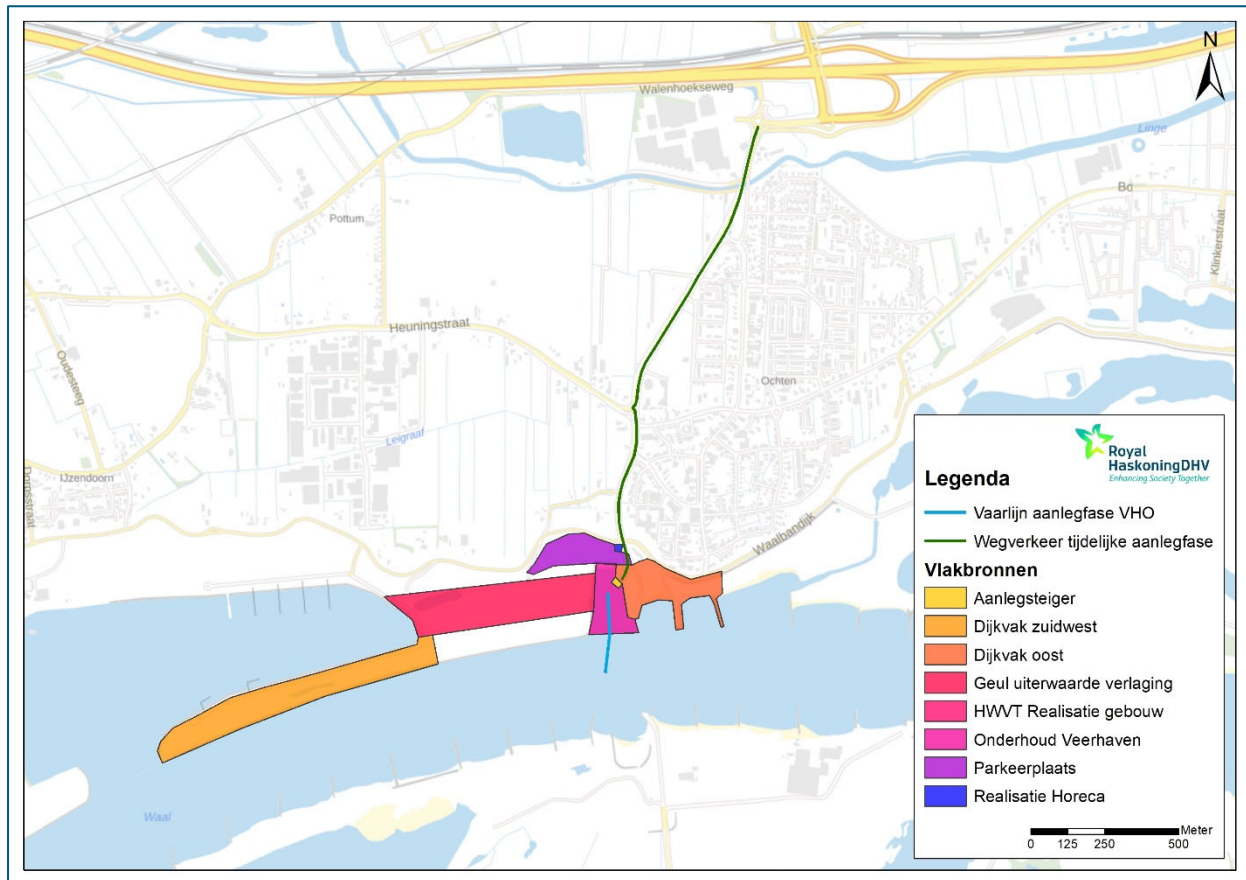 N
Walenhoekseweg
Linge
Bo
Klinkerstraat
Pottum
Heuningstraat
Oudesteeg
Ochten
Leigraaf
IJzendoorn
Waalbandijk
Waal
Royal
HaskoningDHV
Enhancing Society Together
Legenda
Vaarlijn aanlegfase VHO
Wegverkeer tijdelijke aanlegfase
Vlakbronnen
Aanlegsteiger
Dijkvak zuidwest
Dijkvak oost
Geul uiterwaarde verlaging
HWVT Realisatie gebouw
Onderhoud Veerhaven
Parkeerplaats
Realisatie Horeca
Meter
0 125 250 500